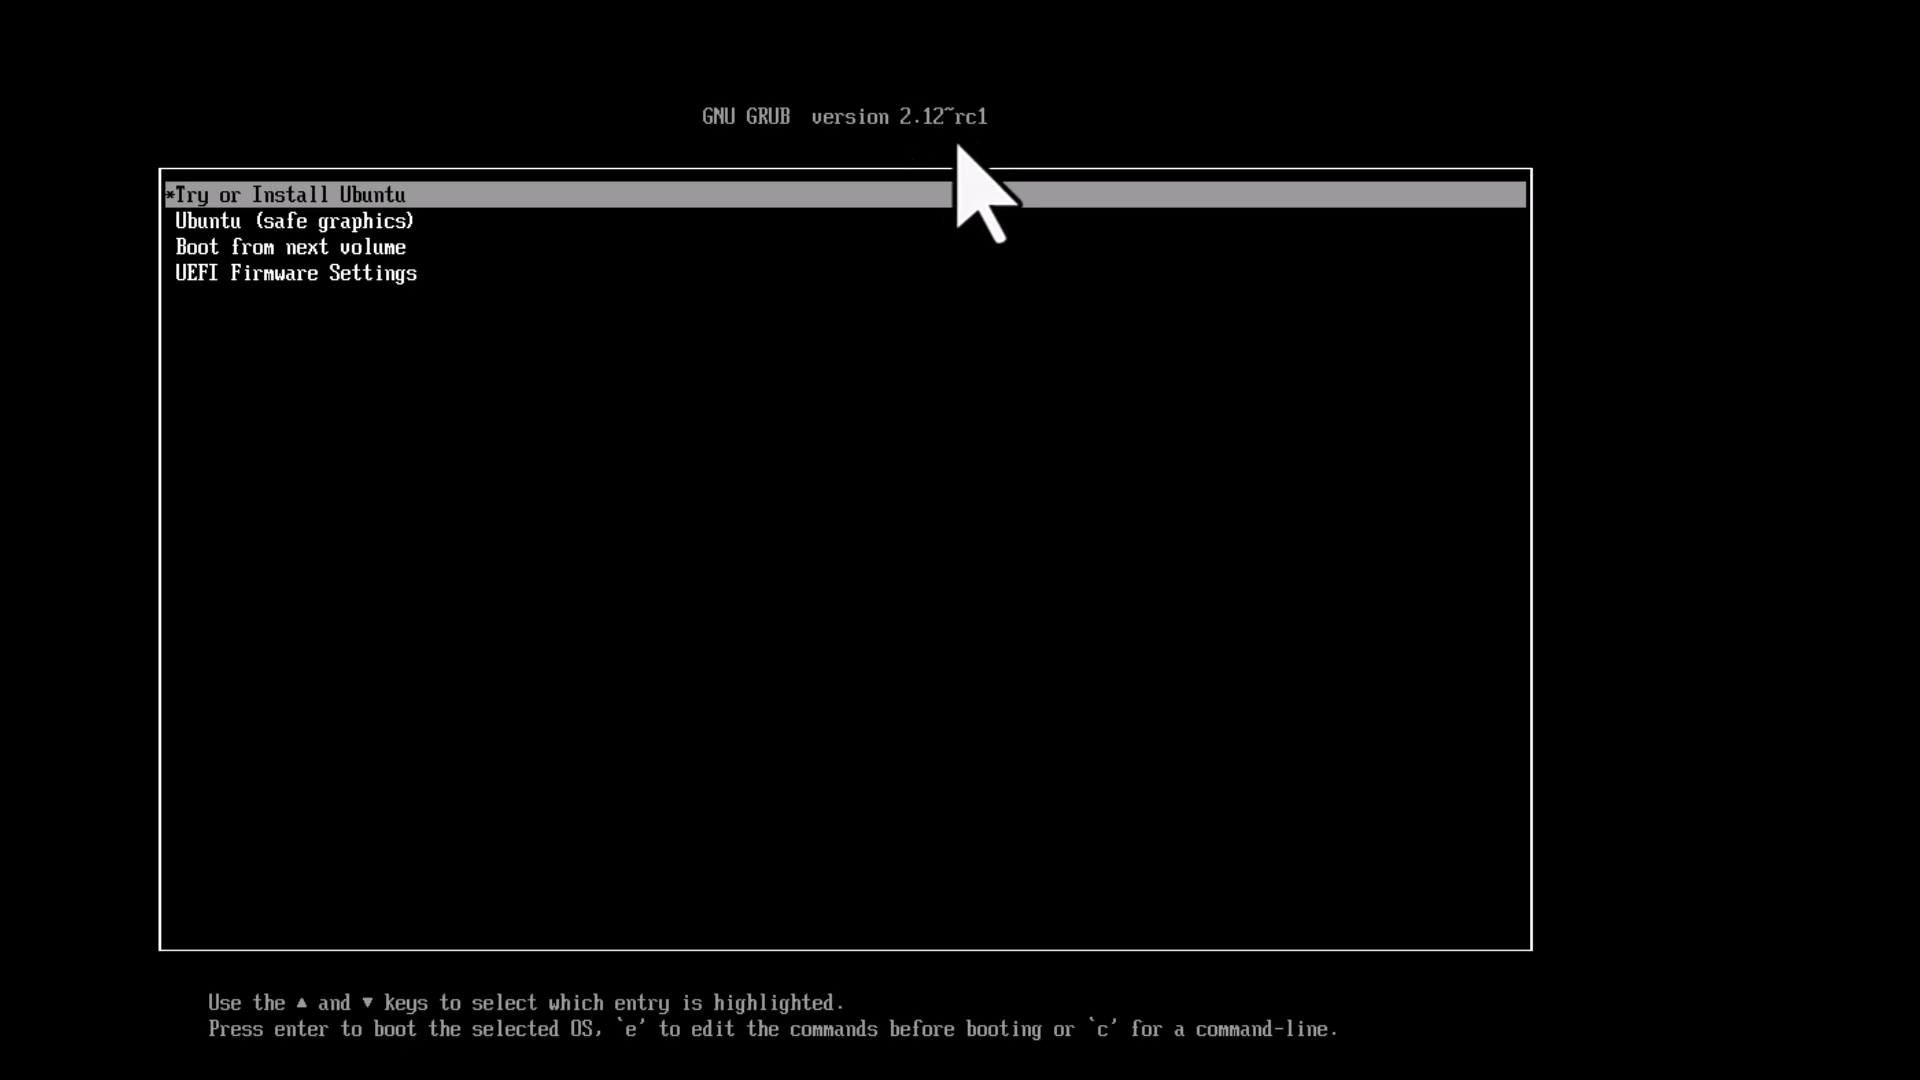 GNU GRUB  version 2.12~rc1
*Try or Install Ubuntu
Ubuntu (safe graphics)
Boot from next volume
UEFI Firmware Settings
Use the ▲ and ▼ keys to select which entry is highlighted.
Press enter to boot the selected OS, `e' to edit the commands before booting or `c' for a command-line.